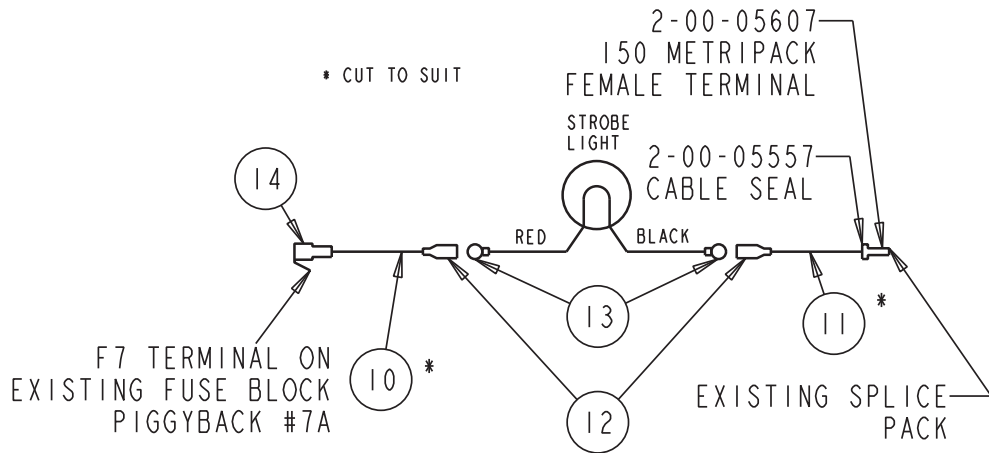 2-00-05607
150 METRIPACK
FEMALE TERMINAL
* CUT TO SUIT
STROBE
LIGHT
2-00-05557
CABLE SEAL
14
RED
BLACK
13
11 *
F7 TERMINAL ON
EXISTING FUSE BLOCK
PIGGYBACK #7A
10 *
12
EXISTING SPLICE
PACK